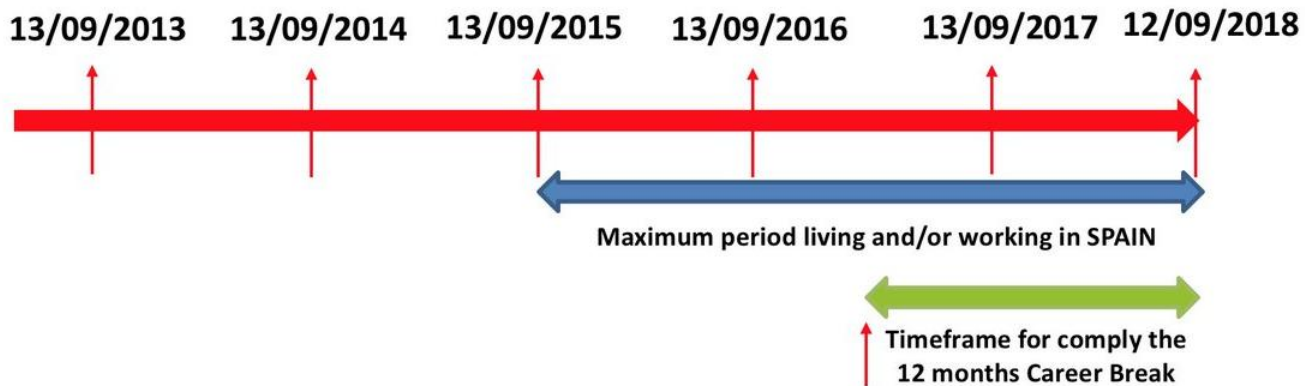 13/09/2013 13/09/2014 13/09/2015 13/09/2016 13/09/2017 12/09/2018
Maximum period living and/or working in SPAIN
Timeframe for comply the
12 months Career Break